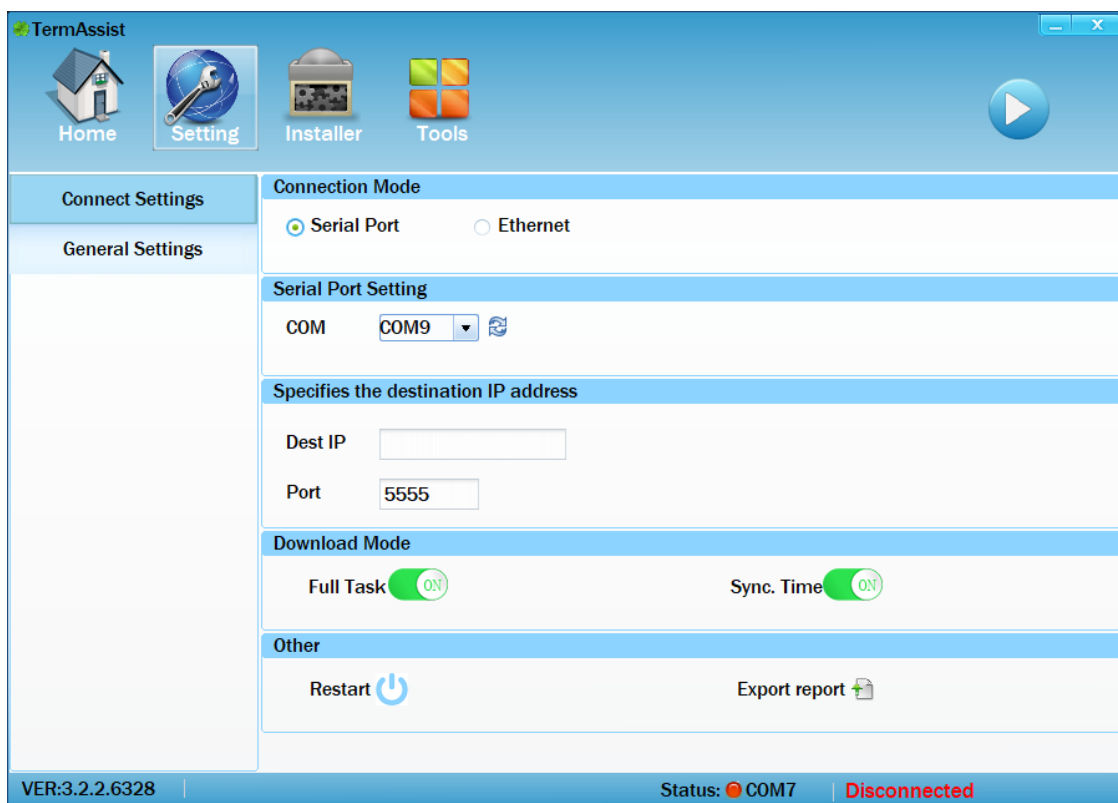 TermAssist
X
Home Setting Installer Tools
Connect Settings
General Settings
Connection Mode
Serial Port Ethernet
Serial Port Setting
COM COM9
Specifies the destination IP address
Dest IP
Port 5555
Download Mode
Full Task ON Sync. Time ON
Other
Restart Export report
VER:3.2.2.6328 Status: COM7 Disconnected